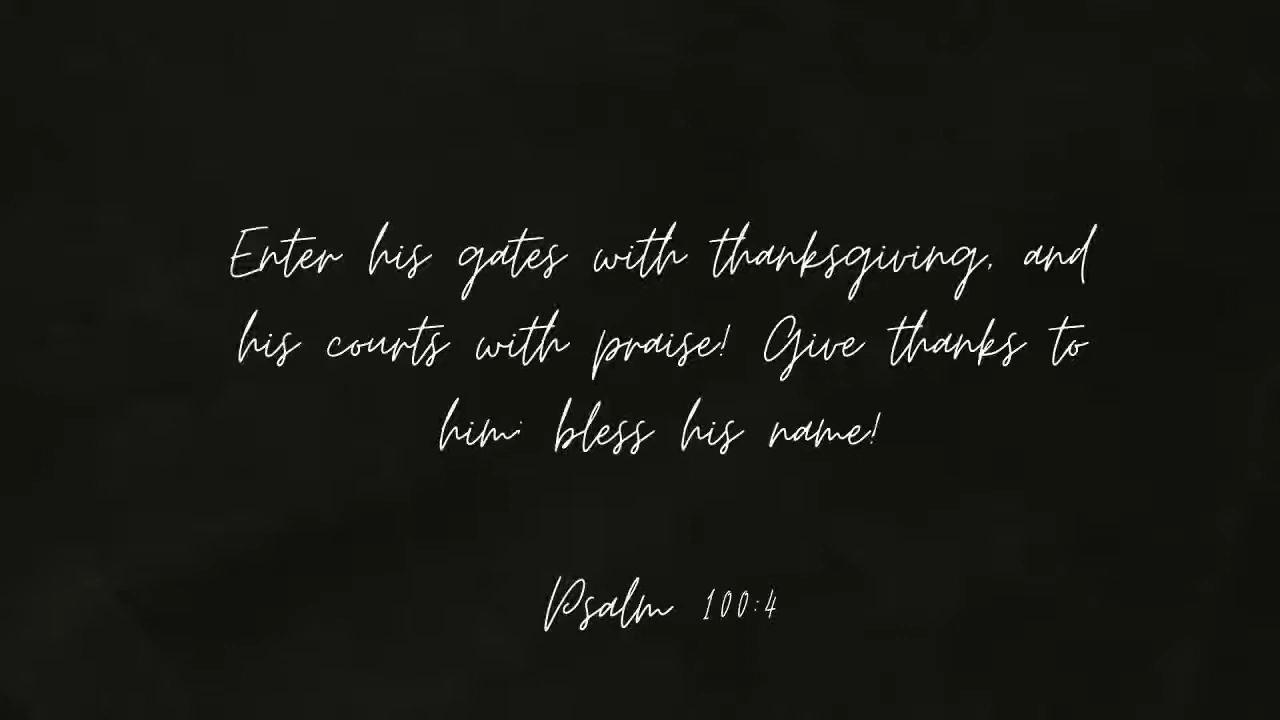 Enter his gates with thanksgiving, and
his courts with praise! Give thanks to
him; bless his name!
Psalm 100:4